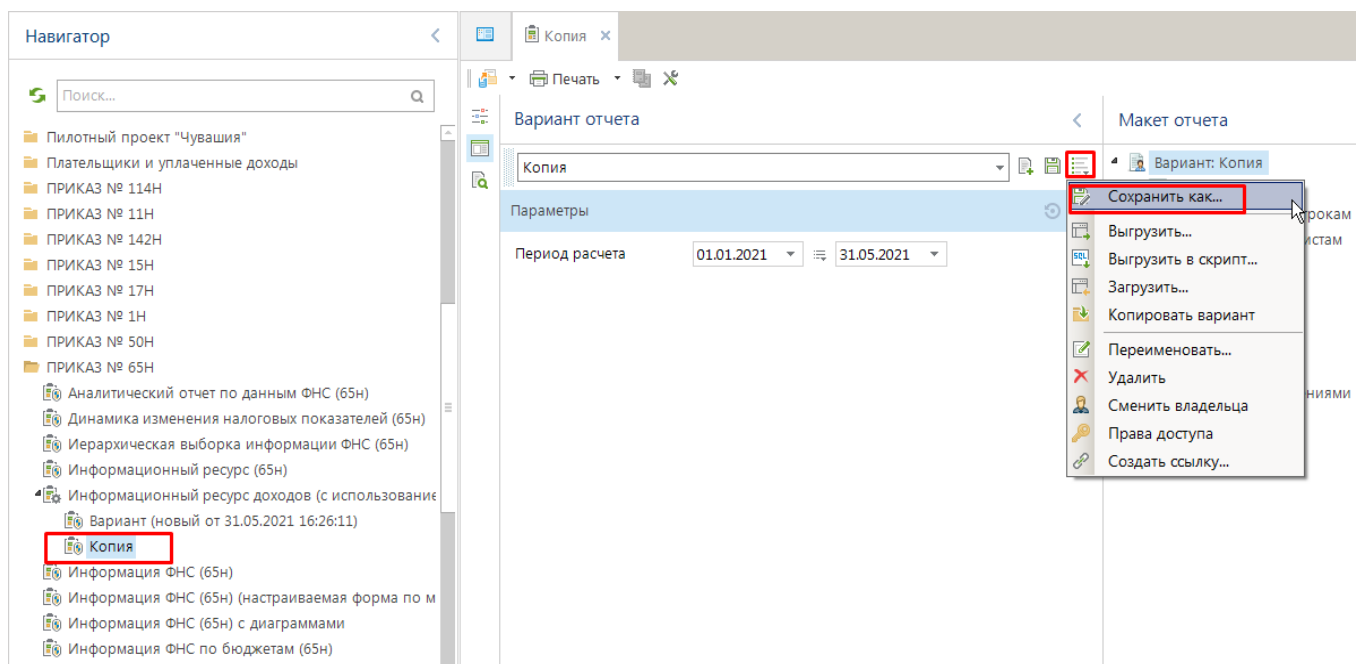 Навигатор
Поиск...
Пилотный проект "Чувашия"
Плательщики и уплаченные доходы
ПРИКАЗ № 114Н
ПРИКАЗ № 11Н
ПРИКАЗ № 142Н
ПРИКАЗ № 15Н
ПРИКАЗ № 17Н
ПРИКАЗ № 1Н
ПРИКАЗ № 50Н
ПРИКАЗ № 65Н
Аналитический отчет по данным ФНС (65н)
Динамика изменения налоговых показателей (65н)
Иерархическая выборка информации ФНС (65н)
Информационный ресурс (65н)
Информационный ресурс доходов (с использование
Вариант (новый от 31.05.2021 16:26:11)
Копия
Информация ФНС (65н)
Информация ФНС (65н) (настраиваемая форма по м
Информация ФНС (65н) с диаграммами
Информация ФНС по бюджетам (65н)
Копия
Печать
Вариант отчета
Копия
Параметры
Период расчета 01.01.2021 31.05.2021
Макет отчета
Вариант: Копия
рокам
истам
ниями
Сохранить как...
Выгрузить...
SQL Выгрузить в скрипт...
Загрузить...
Копировать вариант
Переименовать...
Удалить
Сменить владельца
Права доступа
Создать ссылку...